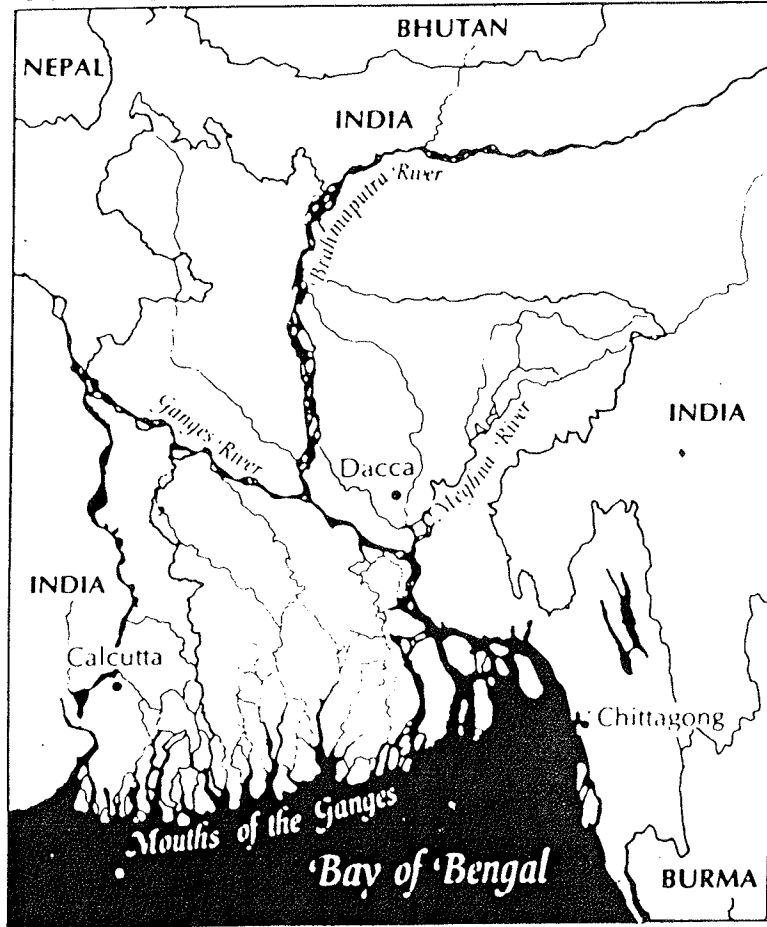 BHUTAN
NEPAL
INDIA
Brahmaputra River
INDIA
Ganges River
Dacca
Meghna River
INDIA
Calcutta
Chittagong
Mouths of the Ganges
Bay of Bengal
BURMA